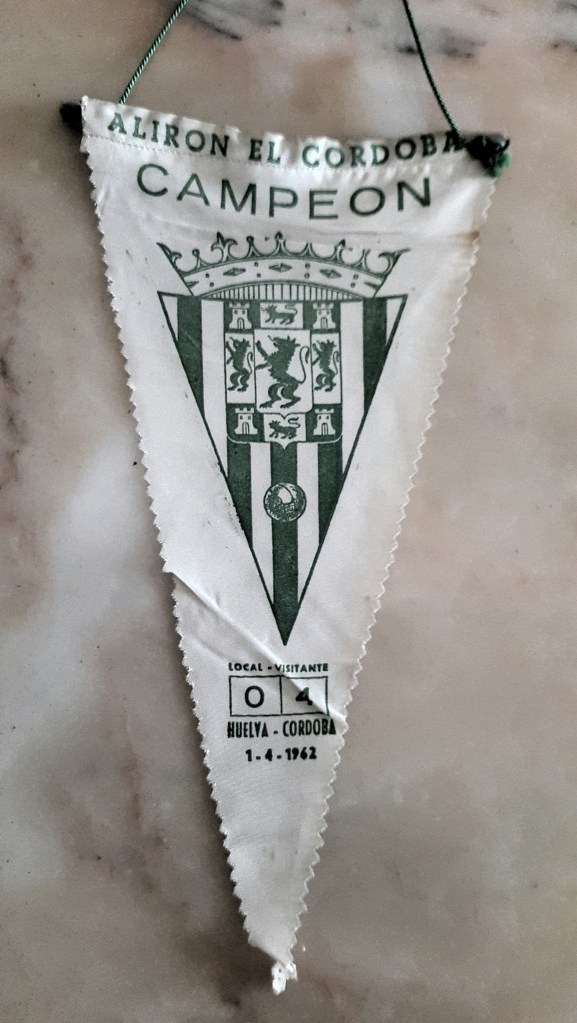 ALIRON EL CORDOBA
CAMPEON
LOCAL - VISITANTE
0 4
HUELVA - CORDOBA
1 - 4 - 1962